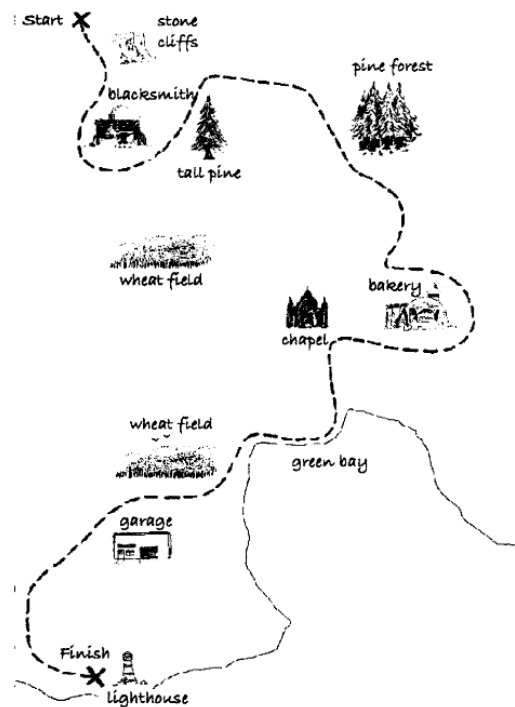 Start
stone
cliffs
pine forest
blacksmith
tall pine
wheat field
bakery
chapel
wheat field
green bay
garage
Finish
lighthouse